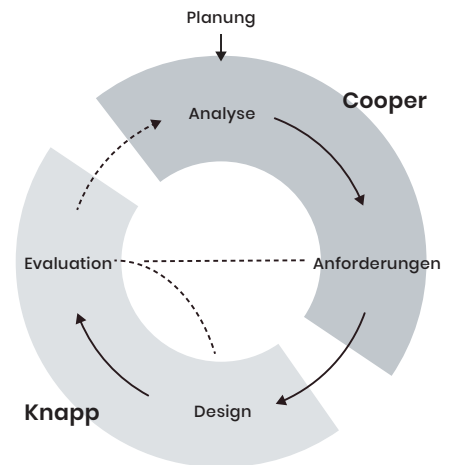 Planung
Cooper
Analyse
Evaluation
Anforderungen
Knapp
Design